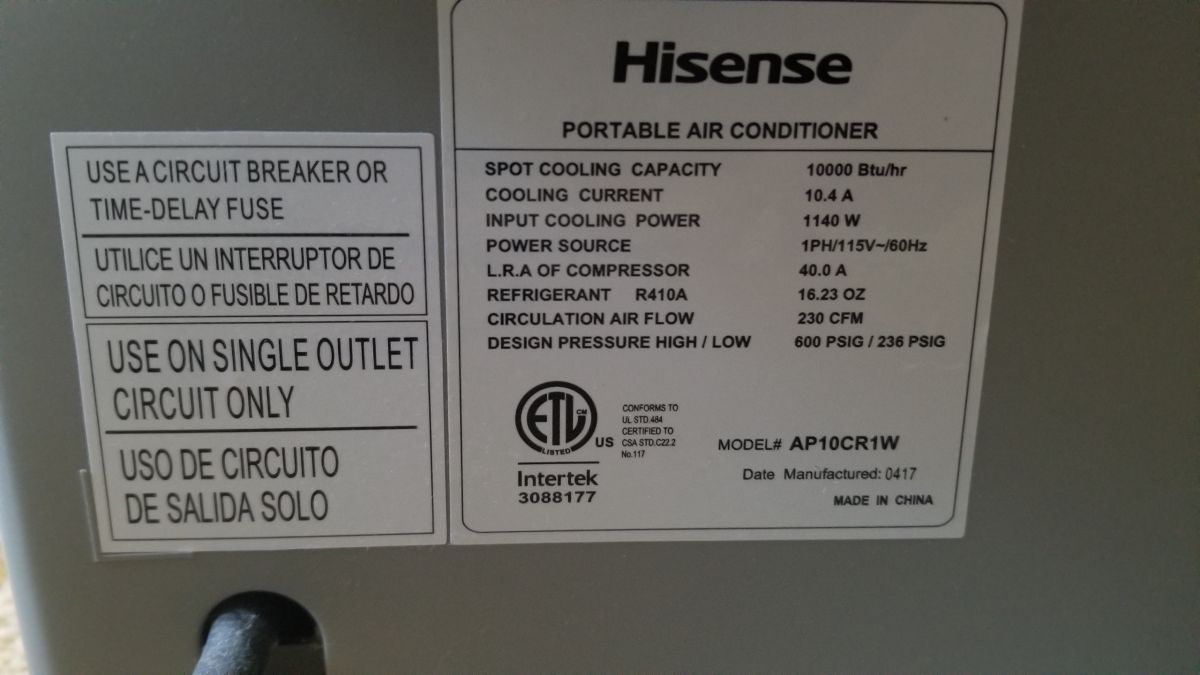 USE A CIRCUIT BREAKER OR
TIME-DELAY FUSE
UTILICE UN INTERRUPTOR DE
CIRCUITO O FUSIBLE DE RETARDO
USE ON SINGLE OUTLET
CIRCUIT ONLY
USO DE CIRCUITO
DE SALIDA SOLO
Hisense
PORTABLE AIR CONDITIONER
SPOT COOLING CAPACITY 10000 Btu/hr
COOLING CURRENT 10.4 A
INPUT COOLING POWER 1140 W
POWER SOURCE 1PH/115V~/60Hz
L.R.A OF COMPRESSOR 40.0 A
REFRIGERANT R410A 16.23 OZ
CIRCULATION AIR FLOW 230 CFM
DESIGN PRESSURE HIGH / LOW 600 PSIG / 236 PSIG
ETL CM
LISTED US
Intertek
3088177
CONFORMS TO
UL STD.484
CERTIFIED TO
CSA STD.C22.2
No.117
MODEL# AP10CR1W
Date Manufactured: 0417
MADE IN CHINA